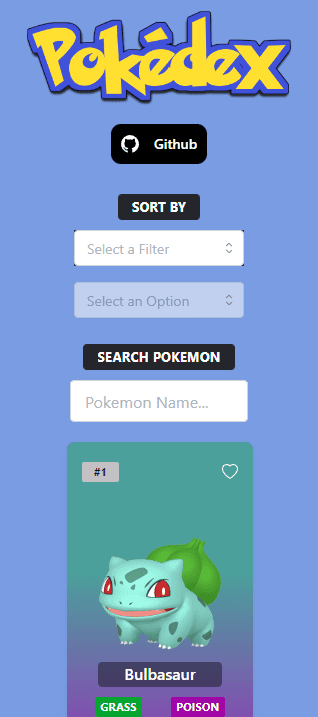 Pokédex
Github
SORT BY
Select a Filter
Select an Option
SEARCH POKEMON
Pokemon Name...
#1
Bulbasaur
GRASS POISON